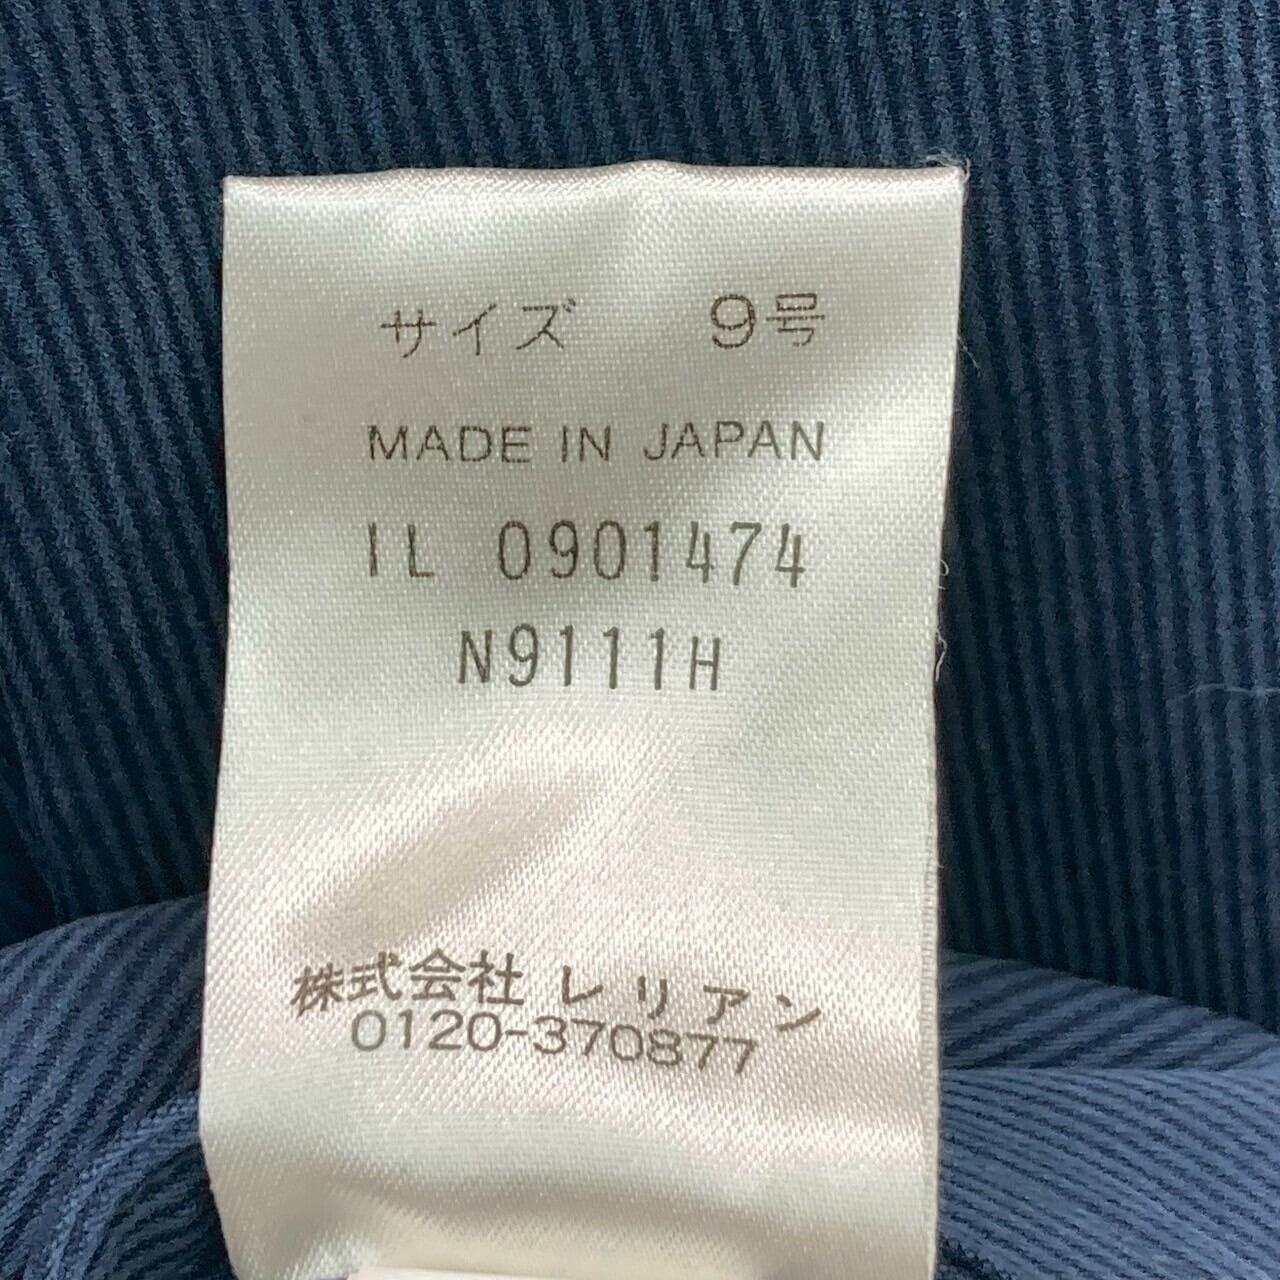 サイズ 9号
MADE IN JAPAN
IL 0901474
N9111H
株式会社 レリアン
0120-370877